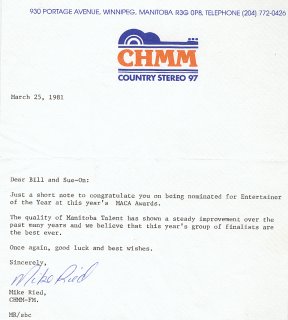 930 PORTAGE AVENUE, WINNIPEG, MANITOBA R3G 0P8, TELEPHONE (204) 772-0426
CHMM
COUNTRY STEREO 97
March 25, 1981
Dear Bill and Sue-On:
Just a short note to congratulate you on being nominated for Entertainer
of the Year at this year's MACA Awards.
The quality of Manitoba Talent has shown a steady improvement over the
past many years and we believe that this year's group of finalists are
the best ever.
Once again, good luck and best wishes.
Sincerely,
Mike Ried
Mike Ried,
CHMM-FM.
MR/sbc